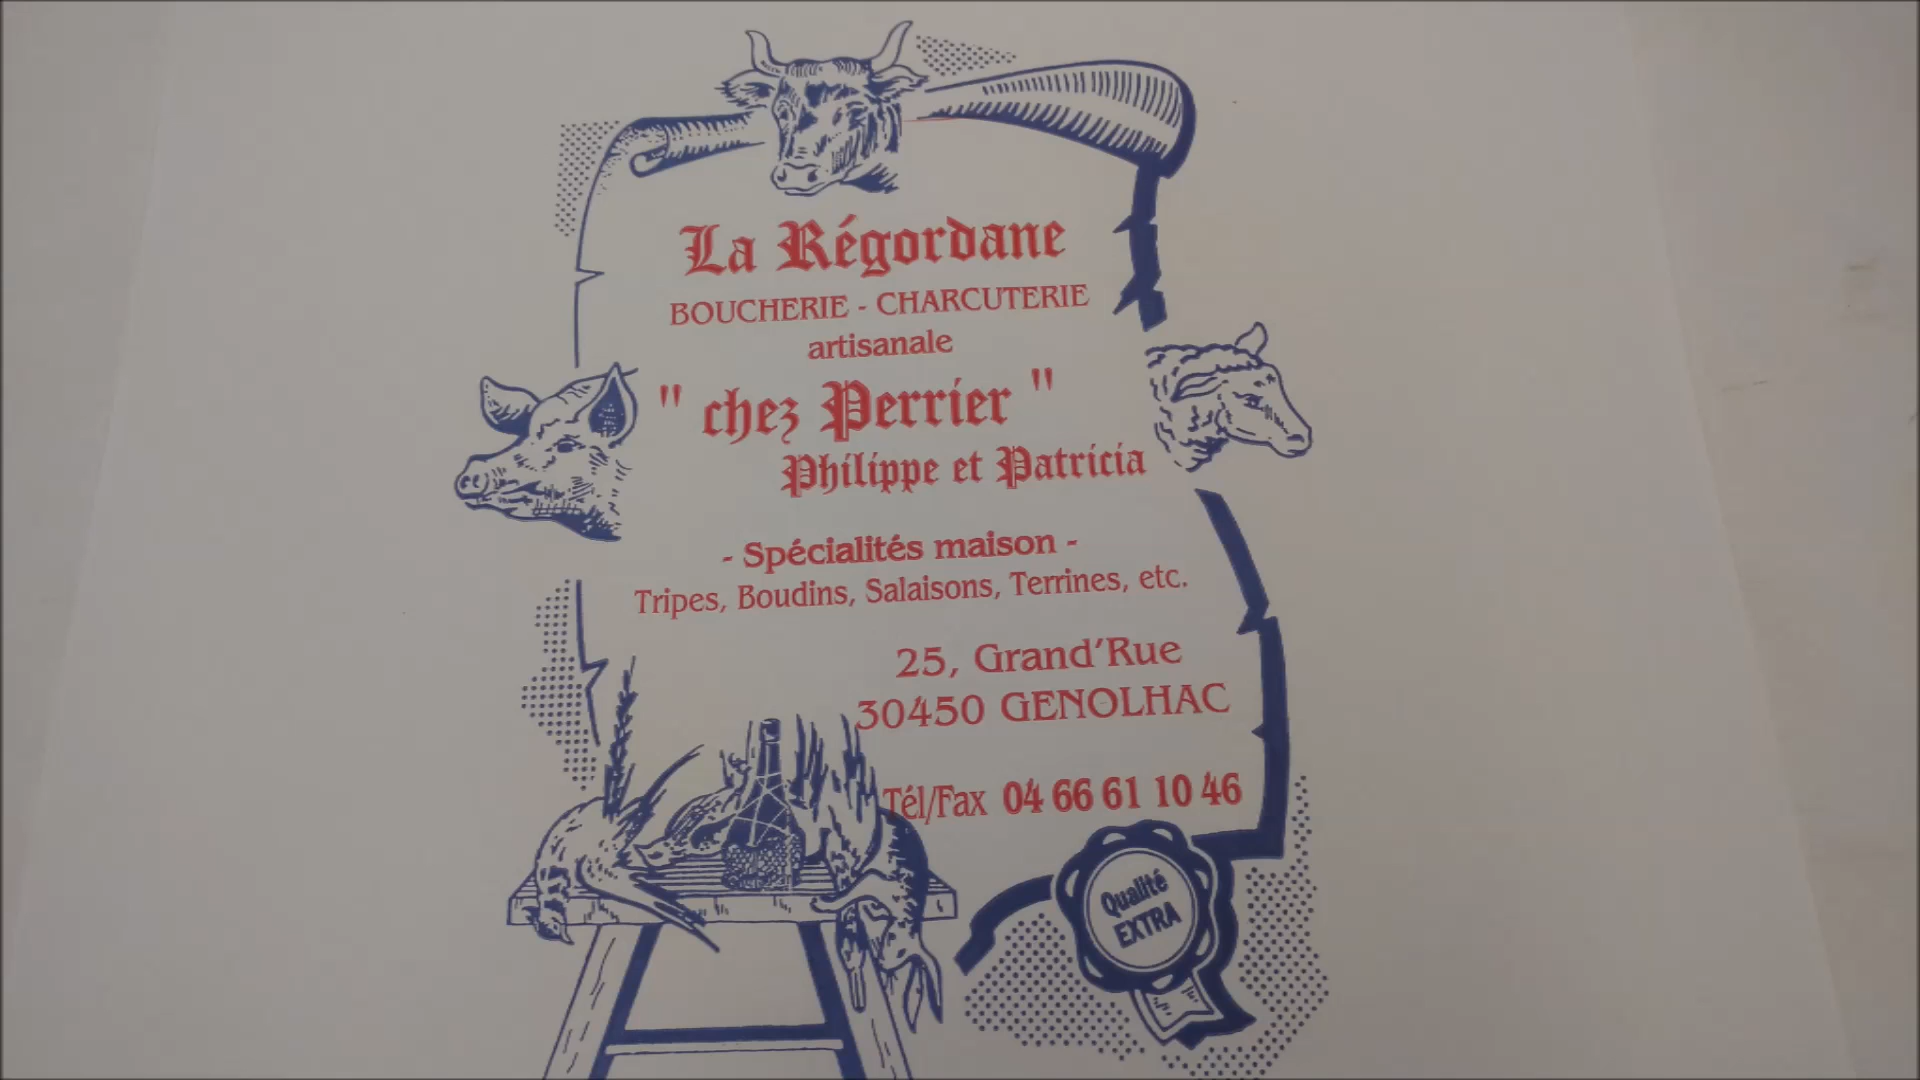 La Régordane
BOUCHERIE - CHARCUTERIE
artisanale
" chez Perrier "
Philippe et Patricia
- Spécialités maison -
Tripes, Boudins, Salaisons, Terrines, etc.
25, Grand'Rue
30450 GENOLHAC
Tél/Fax 04 66 61 10 46
Qualité
EXTRA